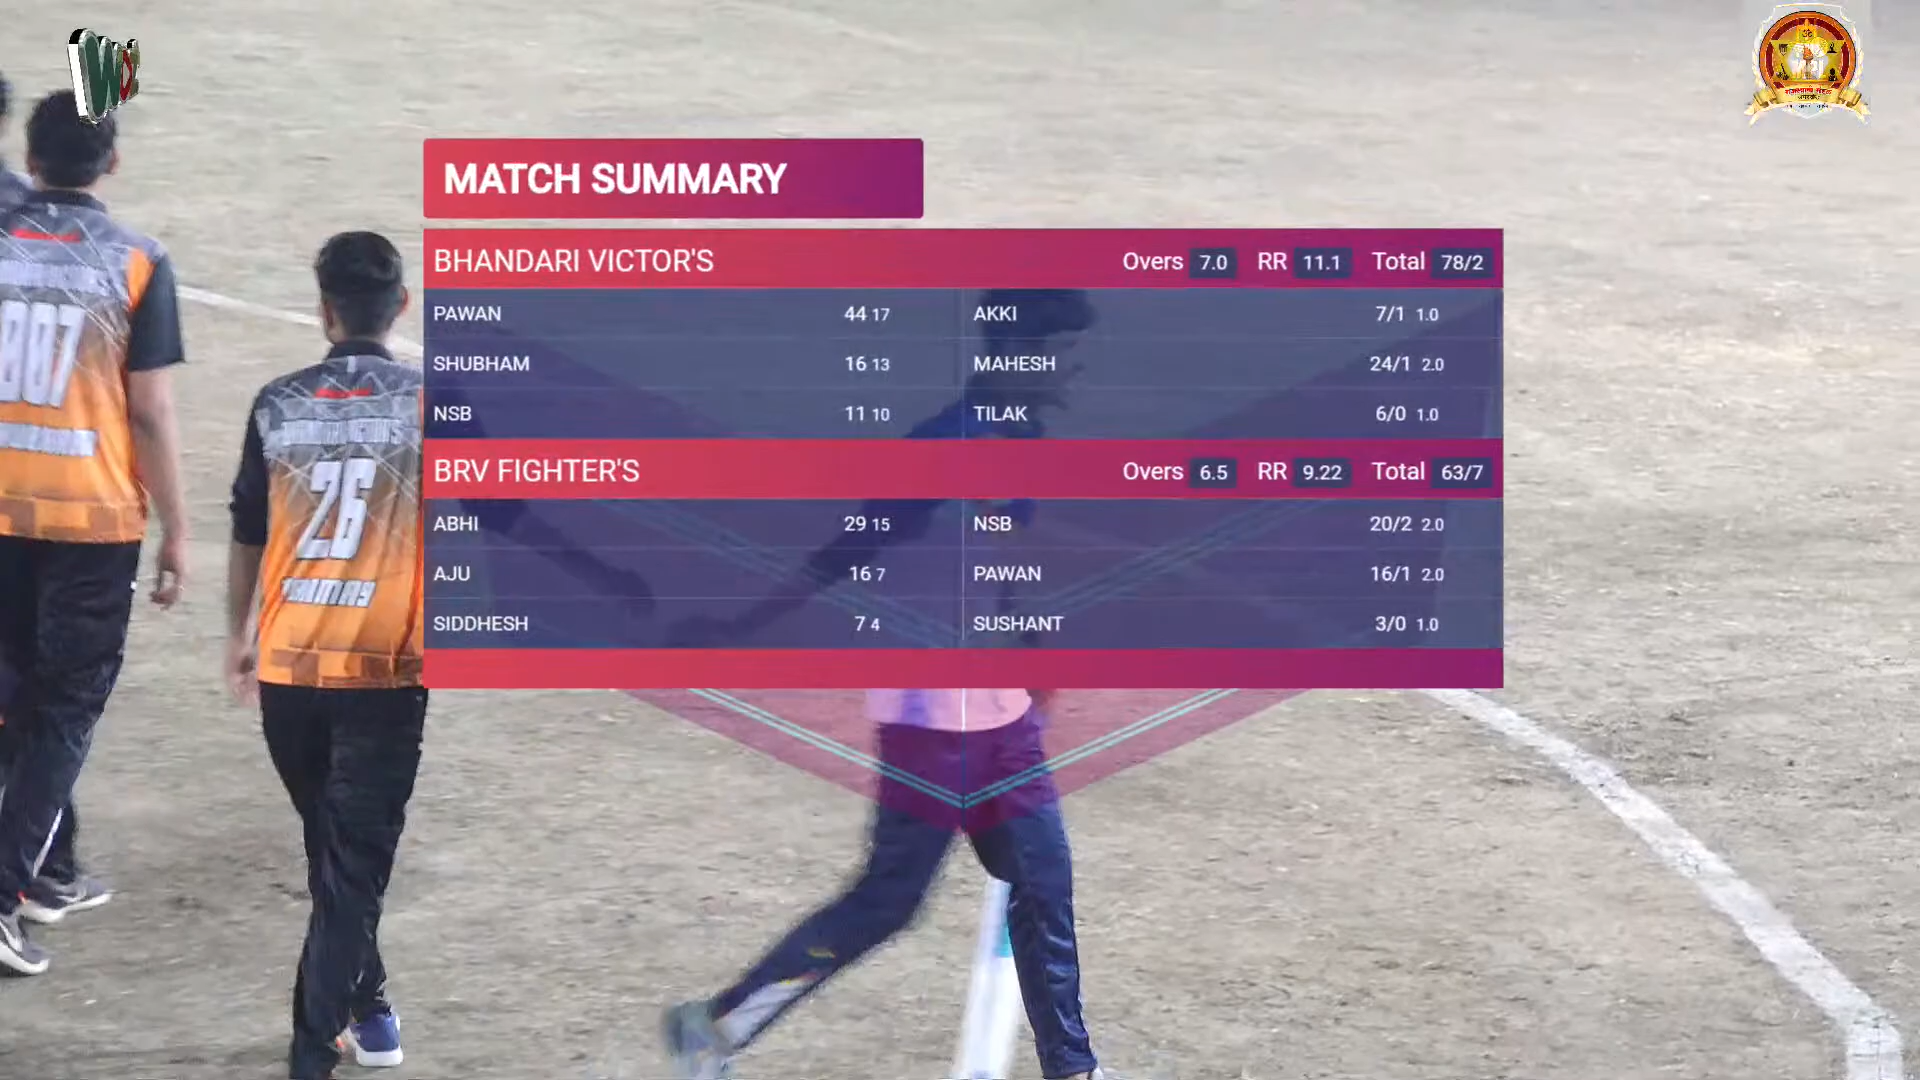 MATCH SUMMARY
BHANDARI VICTOR'S Overs 7.0 RR 11.1 Total 78/2
PAWAN 44 17 AKKI 7/1 1.0
SHUBHAM 16 13 MAHESH 24/1 2.0
NSB 11 10 TILAK 6/0 1.0
BRV FIGHTER'S Overs 6.5 RR 9.22 Total 63/7
ABHI 29 15 NSB 20/2 2.0
AJU 16 7 PAWAN 16/1 2.0
SIDDHESH 7 4 SUSHANT 3/0 1.0
007
26